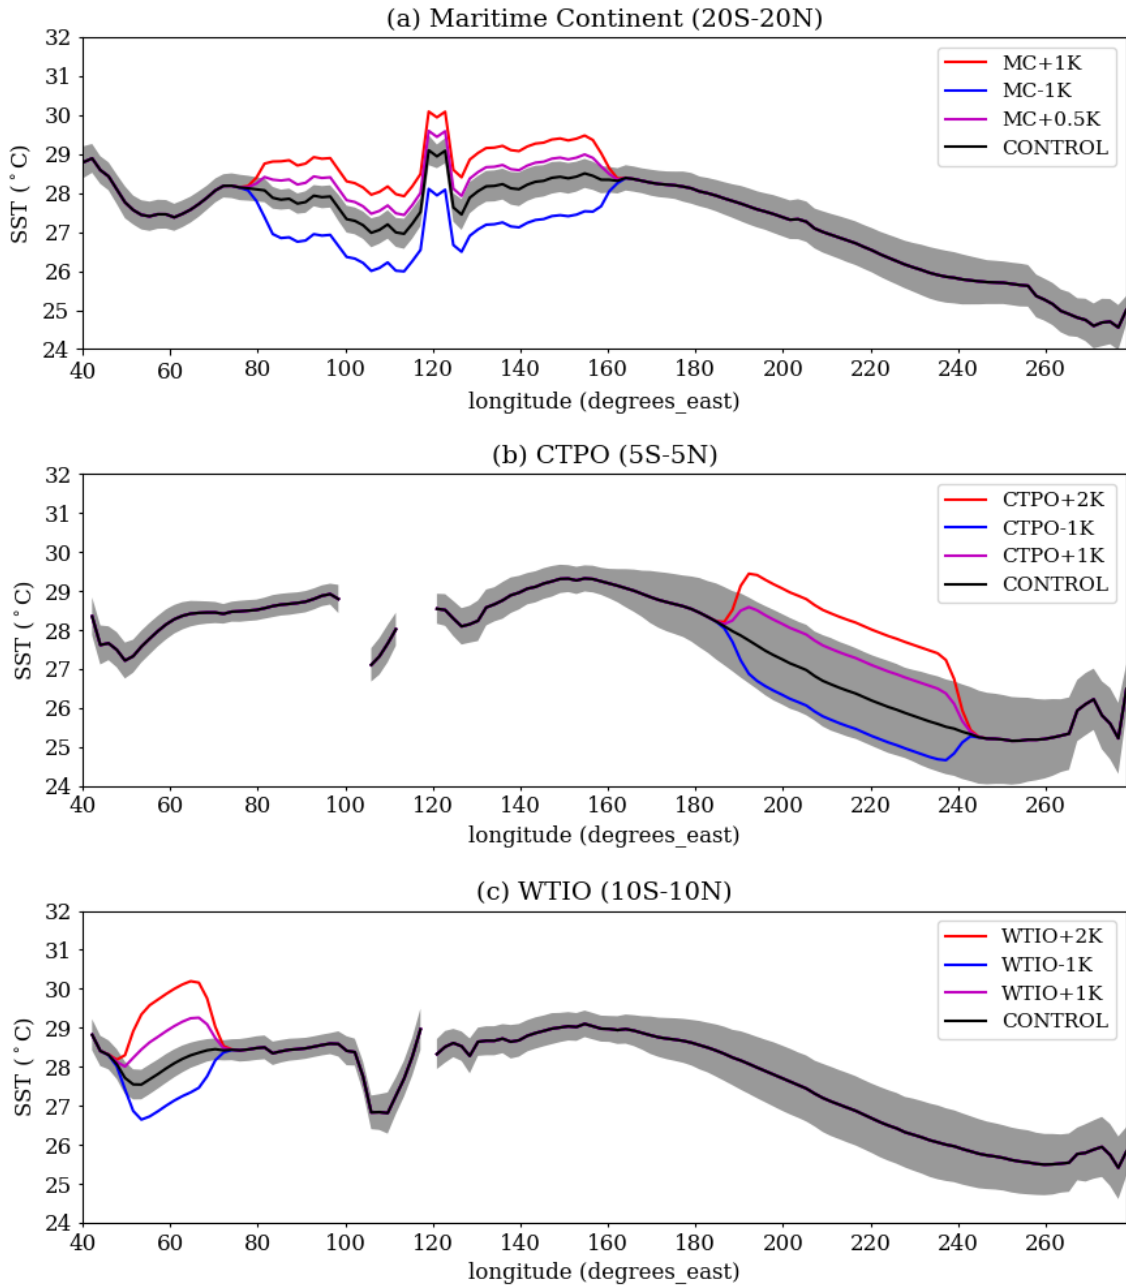 (a) Maritime Continent (20S-20N)
SST (°C)
32
31
30
29
28
27
26
25
24
MC+1K
MC-1K
MC+0.5K
CONTROL
40 60 80 100 120 140 160 180 200 220 240 260
longitude (degrees_east)
(b) CTPO (5S-5N)
SST (°C)
32
31
30
29
28
27
26
25
24
CTPO+2K
CTPO-1K
CTPO+1K
CONTROL
40 60 80 100 120 140 160 180 200 220 240 260
longitude (degrees_east)
(c) WTIO (10S-10N)
SST (°C)
32
31
30
29
28
27
26
25
24
WTIO+2K
WTIO-1K
WTIO+1K
CONTROL
40 60 80 100 120 140 160 180 200 220 240 260
longitude (degrees_east)